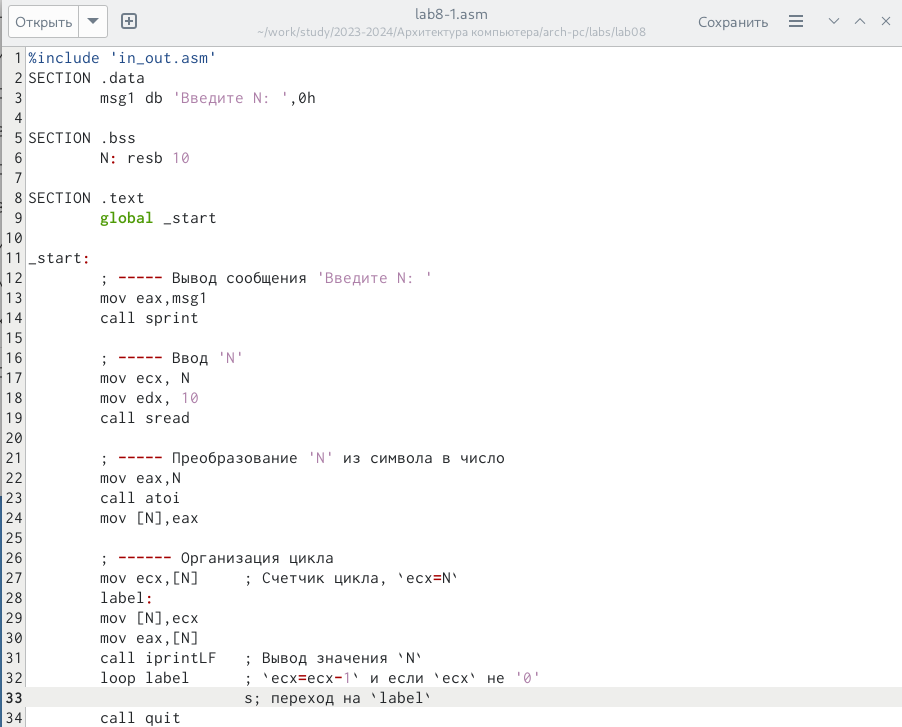 Открыть
lab8-1.asm
~/work/study/2023-2024/Архитектура компьютера/arch-pc/labs/lab08
Сохранить
1 %include 'in_out.asm'
2 SECTION .data
3 msg1 db 'Введите N: ',0h
4
5 SECTION .bss
6 N: resb 10
7
8 SECTION .text
9 global _start
10
11 _start:
12 ; ----- Вывод сообщения 'Введите N: '
13 mov eax,msg1
14 call sprint
15
16 ; ----- Ввод 'N'
17 mov ecx, N
18 mov edx, 10
19 call sread
20
21 ; ----- Преобразование 'N' из символа в число
22 mov eax,N
23 call atoi
24 mov [N],eax
25
26 ; ------ Организация цикла
27 mov ecx,[N] ; Счетчик цикла, `ecx=N`
28 label:
29 mov [N],ecx
30 mov eax,[N]
31 call iprintLF ; Вывод значения `N`
32 loop label ; `ecx=ecx-1` и если `ecx` не '0'
33 s; переход на `label`
34 call quit